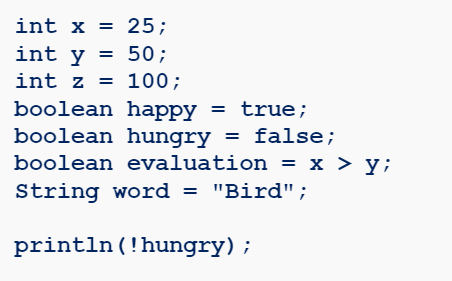 int x = 25;
int y = 50;
int z = 100;
boolean happy = true;
boolean hungry = false;
boolean evaluation = x > y;
String word = "Bird";
println(!hungry);